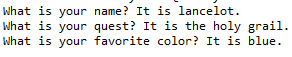 What is your name? It is lancelot.
What is your quest? It is the holy grail.
What is your favorite color? It is blue.